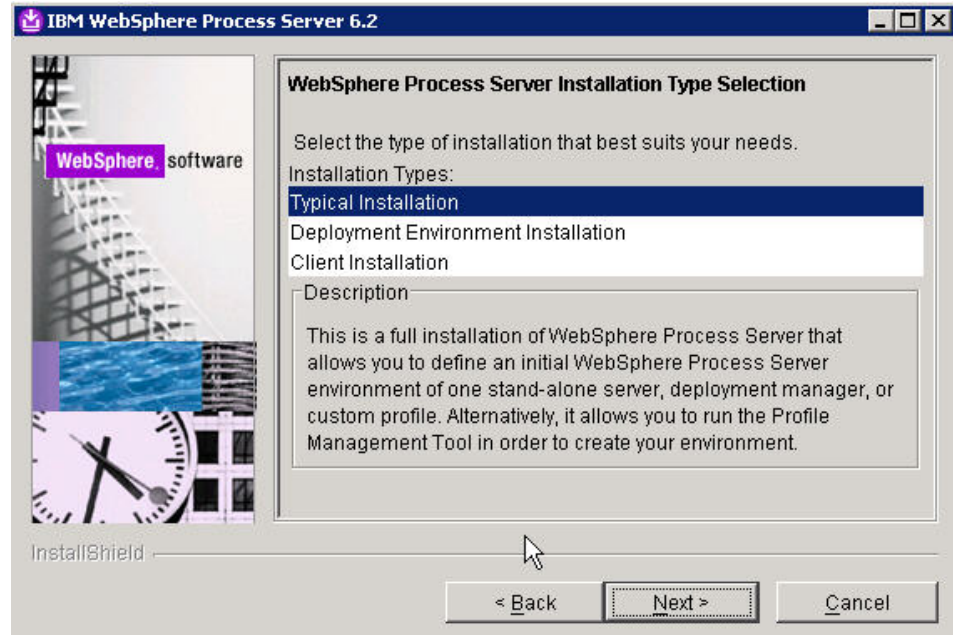 IBM WebSphere Process Server 6.2
WebSphere. software
WebSphere Process Server Installation Type Selection
Select the type of installation that best suits your needs.
Installation Types:
Typical Installation
Deployment Environment Installation
Client Installation
Description
This is a full installation of WebSphere Process Server that
allows you to define an initial WebSphere Process Server
environment of one stand-alone server, deployment manager, or
custom profile. Alternatively, it allows you to run the Profile
Management Tool in order to create your environment.
InstallShield
< Back
Next >
Cancel